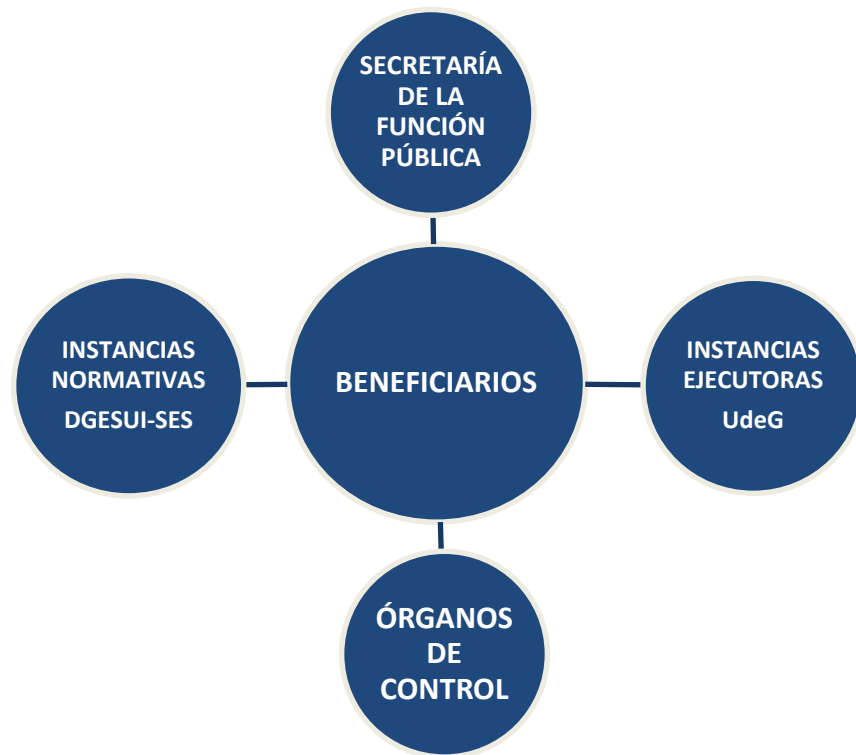 SECRETARÍA
DE LA
FUNCIÓN
PÚBLICA
INSTANCIAS
NORMATIVAS
DGESUI-SES
BENEFICIARIOS
INSTANCIAS
EJECUTORAS
UdeG
ÓRGANOS
DE
CONTROL